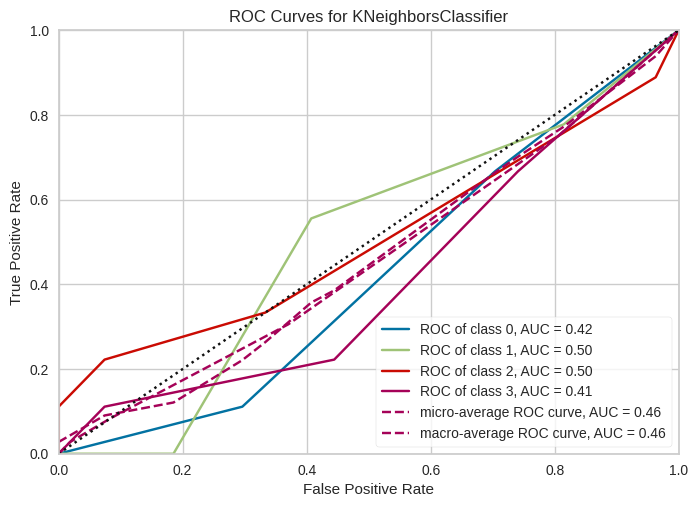 ROC Curves for KNeighborsClassifier
True Positive Rate
1.0
0.8
0.6
0.4
0.2
0.0
ROC of class 0, AUC = 0.42
ROC of class 1, AUC = 0.50
ROC of class 2, AUC = 0.50
ROC of class 3, AUC = 0.41
micro-average ROC curve, AUC = 0.46
macro-average ROC curve, AUC = 0.46
0.0 0.2 0.4 0.6 0.8 1.0
False Positive Rate